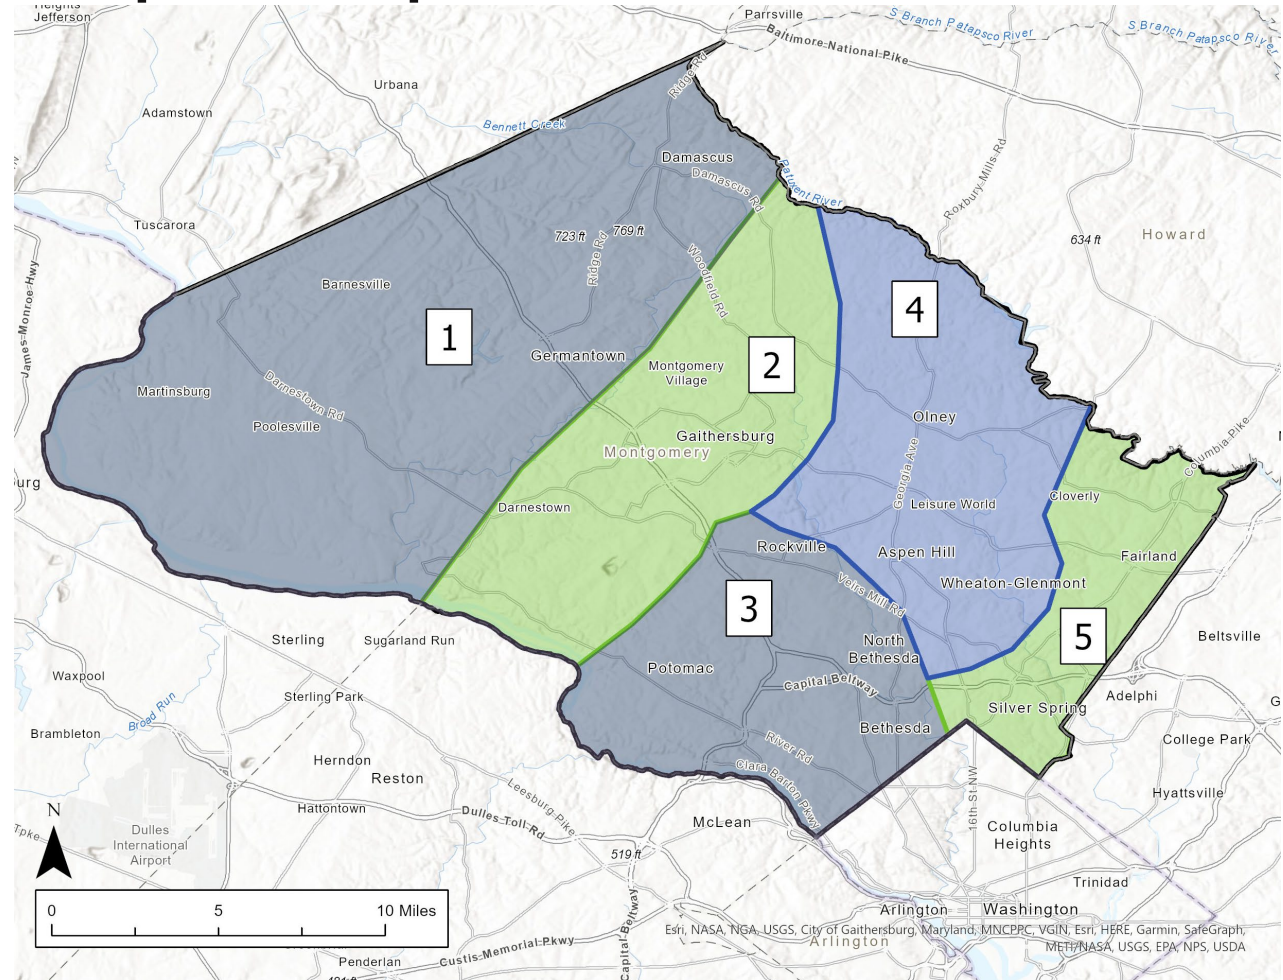 Heights
Jefferson
Parrsville
S Branch Patapsco River
S Branch Patapsco River
Baltimore-National-Pike
Ridge Rd
Urbana
Adamstown
Bennett Creek
Damascus
Damascus Rd
Patuxent River
Roxbury-Mills-Rd
Tuscarora
723 ft
769 ft
Ridge Rd
634 ft
Howard
Woodfield-Rd
Barnesville
James-Monroe-Hwy
1
4
2
Germantown
Montgomery
Village
Martinsburg
Darnestown Rd
Poolesville
Olney
Gaithersburg
Montgomery
Georgia-Ave
Columbia-Pike
urg
Darnestown
Leisure World
Cloverly
Rockville
Aspen Hill
Fairland
Veirs Mill Rd
Wheaton-Glenmont
3
5
Sterling
Sugarland Run
North
Bethesda
Beltsville
Potomac
Waxpool
Capital-Beltway
Sterling Park
Adelphi
Broad Run
Silver Spring
G
Brambleton
Bethesda
River Rd
College Park
Herndon
Reston
Clara Barton Pkwy
Leesburg-Pike
16th-St-NW
Hyattsville
Hattontown
N
Dulles-Toll-Rd
McLean
Tpke
Dulles
International
Airport
Columbia
Heights
519 ft
Trinidad
0 5 10 Miles
Capital-Beltway
Arlington
Washington
Esri, NASA, NGA, USGS, City of Gaithersburg, Maryland, MNCPPC, VGIN, Esri, HERE, Garmin, SafeGraph,
METI/NASA, USGS, EPA, NPS, USDA
Arlington
Custis-Memorial-Pkwy
Penderlan